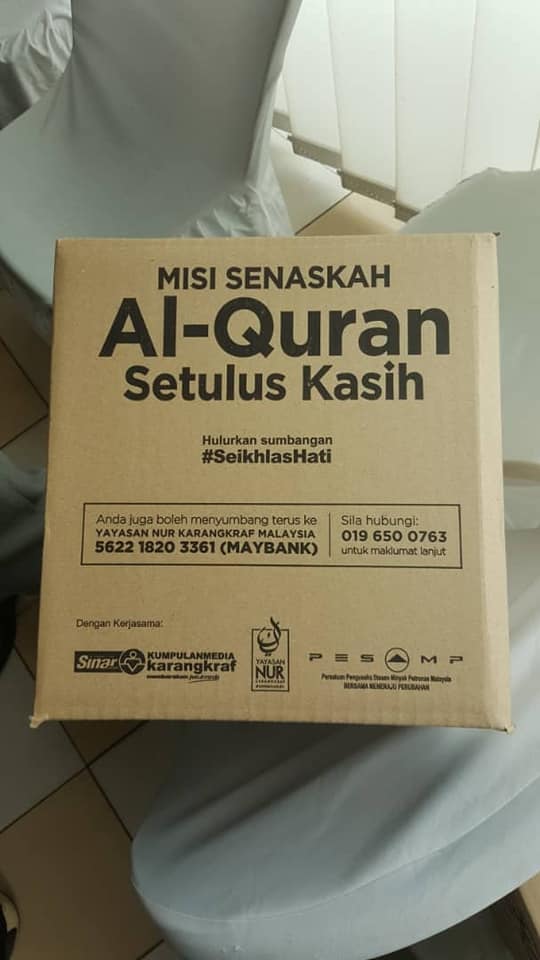 MISI SENASKAH
Al-Quran
Setulus Kasih
Hulurkan sumbangan
#SeikhlasHati
Anda juga boleh menyumbang terus ke
YAYASAN NUR KARANGKRAF MALAYSIA
5622 1820 3361 (MAYBANK)
Sila hubungi:
019 650 0763
untuk maklumat lanjut
Dengan Kerjasama:
Sinar
KUMPULANMEDIA
karangkraf
YAYASAN
NUR
KARANGKRAF
PESAMP
Persatuan Pengusaha Stesen Minyak Petronas Malaysia
BERSAMA MENERAJU PERUBAHAN